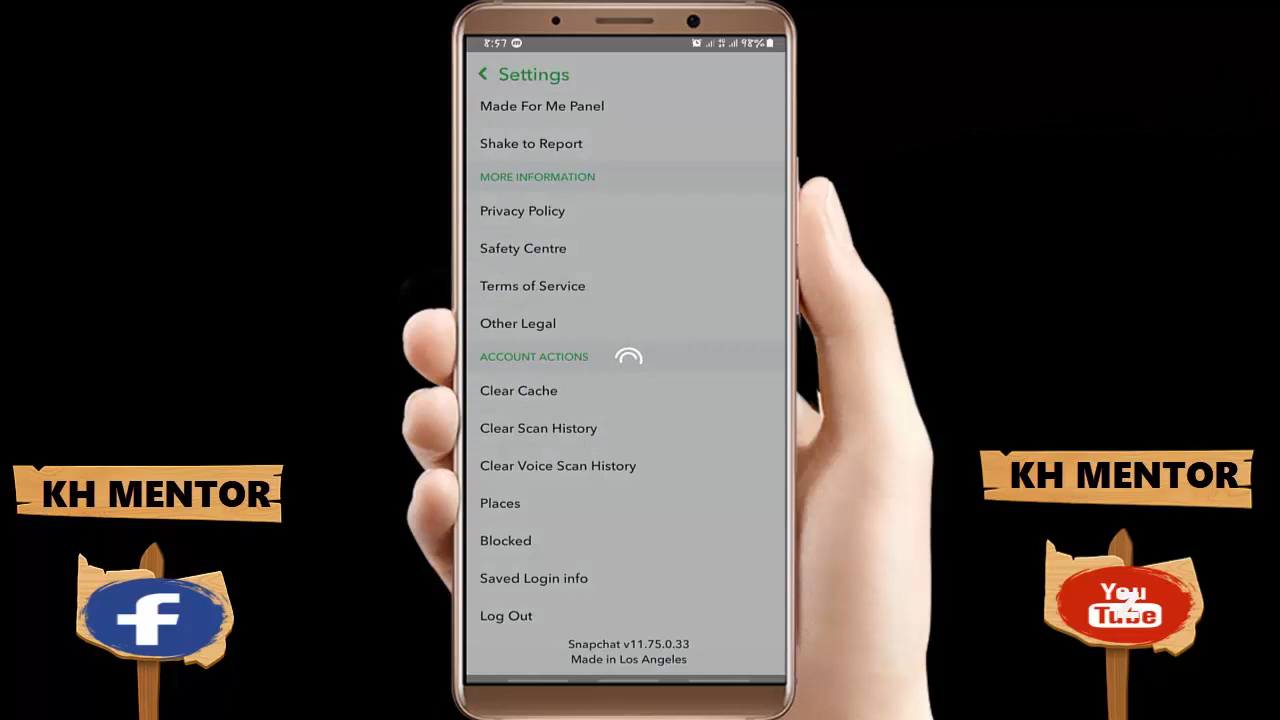 8:57
98%
Settings
Made For Me Panel
Shake to Report
MORE INFORMATION
Privacy Policy
Safety Centre
Terms of Service
Other Legal
ACCOUNT ACTIONS
Clear Cache
Clear Scan History
Clear Voice Scan History
Places
Blocked
Saved Login info
Log Out
Snapchat v11.75.0.33
Made in Los Angeles
KH MENTOR
f
KH MENTOR
You
Tube